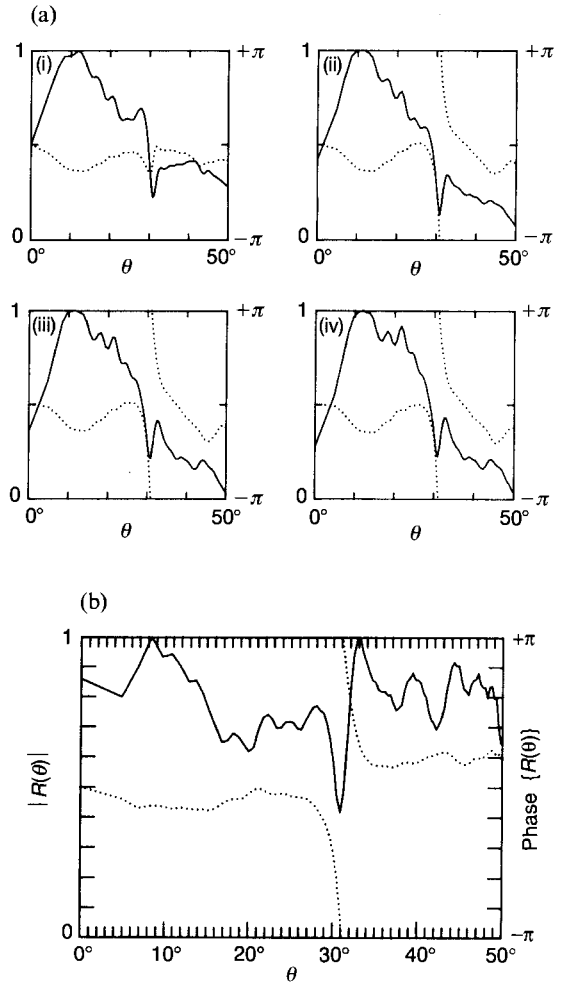 (a)
1 (i) +π (ii) 1 +π
0 −π 0 −π
0° θ 50° 0° θ 50°
1 (iii) +π 1 (iv) +π
0 −π 0 −π
0° θ 50° 0° θ 50°
(b)
1 +π
|R(θ)| Phase {R(θ)}
0 −π
0° 10° 20° 30° 40° 50°
θ